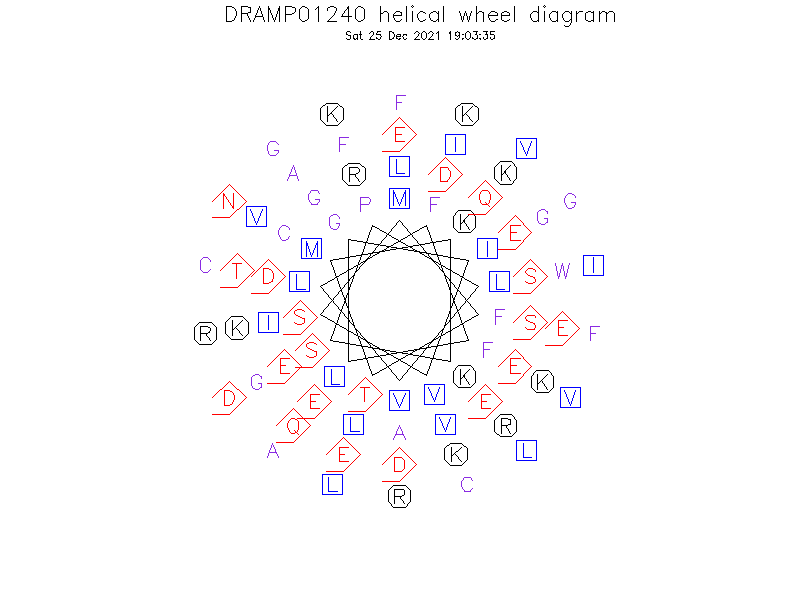 DRAMP01240 helical wheel diagram
Sat 25 Dec 2021 19:03:35
F
K K
E
G F I V
A R L D K
N G P M F Q G
V G K G
C E
M I
C T D L L S W I
R K I S F S E F
S F
E E
G L K K
D E T V V E V
Q L A V R
A E D K L
L C
R